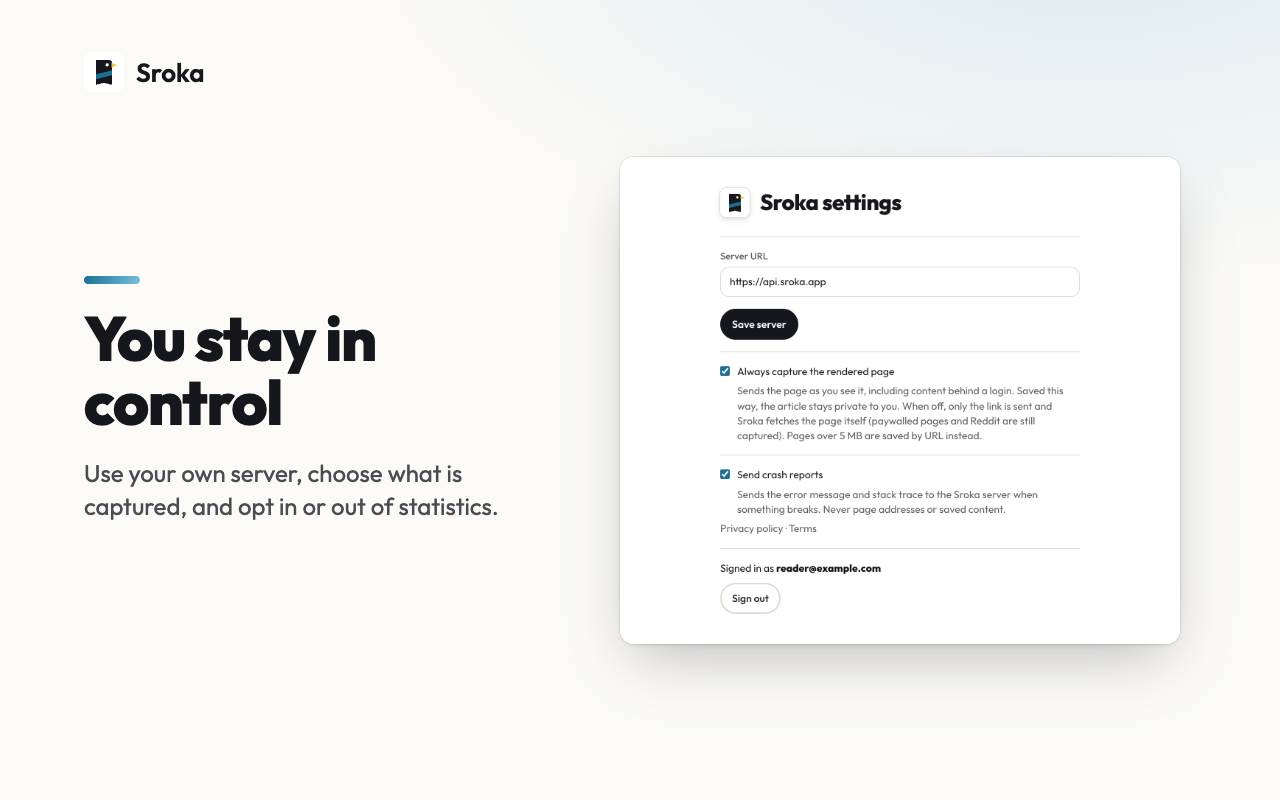 Sroka
You stay in
control
Use your own server, choose what is
captured, and opt in or out of statistics.
Sroka settings
Server URL
https://api.sroka.app
Save server
Always capture the rendered page
Sends the page as you see it, including content behind a login. Saved this
way, the article stays private to you. When off, only the link is sent and
Sroka fetches the page itself (paywalled pages and Reddit are still
captured). Pages over 5 MB are saved by URL instead.
Send crash reports
Sends the error message and stack trace to the Sroka server when
something breaks. Never page addresses or saved content.
Privacy policy · Terms
Signed in as reader@example.com
Sign out